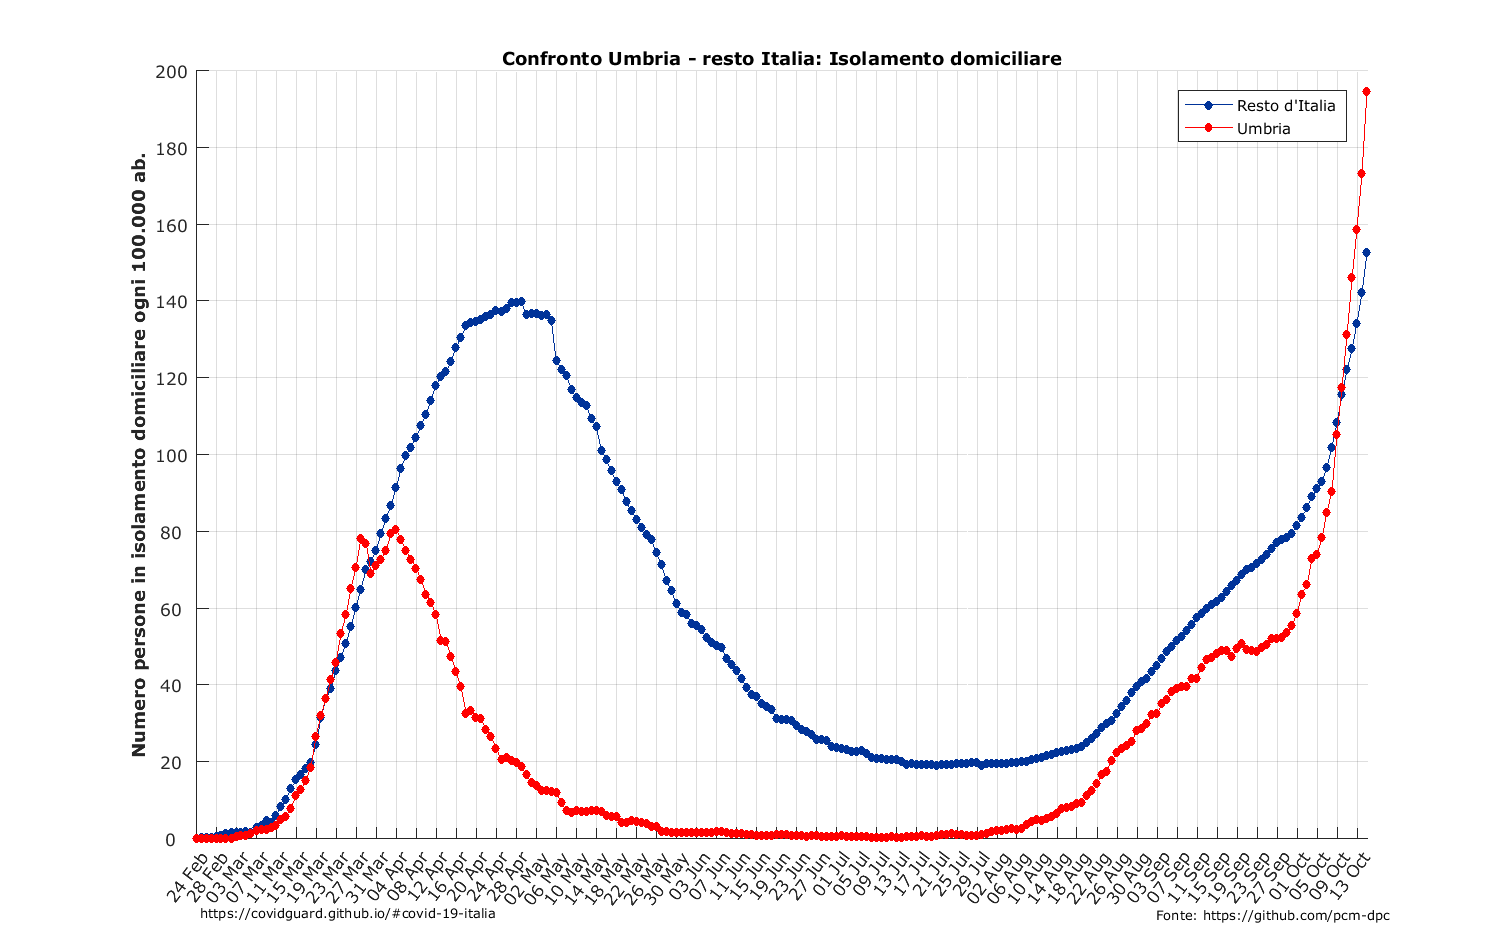 Confronto Umbria - resto Italia: Isolamento domiciliare
Numero persone in isolamento domiciliare ogni 100.000 ab.
200
180
160
140
120
100
80
60
40
20
0
Resto d'Italia
Umbria
24 Feb
28 Feb
03 Mar
07 Mar
11 Mar
15 Mar
19 Mar
23 Mar
27 Mar
31 Mar
04 Apr
08 Apr
12 Apr
16 Apr
20 Apr
24 Apr
28 Apr
02 May
06 May
10 May
14 May
18 May
22 May
26 May
30 May
03 Jun
07 Jun
11 Jun
15 Jun
19 Jun
23 Jun
27 Jun
01 Jul
05 Jul
09 Jul
13 Jul
17 Jul
21 Jul
25 Jul
29 Jul
02 Aug
06 Aug
10 Aug
14 Aug
18 Aug
22 Aug
26 Aug
30 Aug
03 Sep
07 Sep
11 Sep
15 Sep
19 Sep
23 Sep
27 Sep
01 Oct
05 Oct
09 Oct
13 Oct
https://covidguard.github.io/#covid-19-italia
Fonte: https://github.com/pcm-dpc